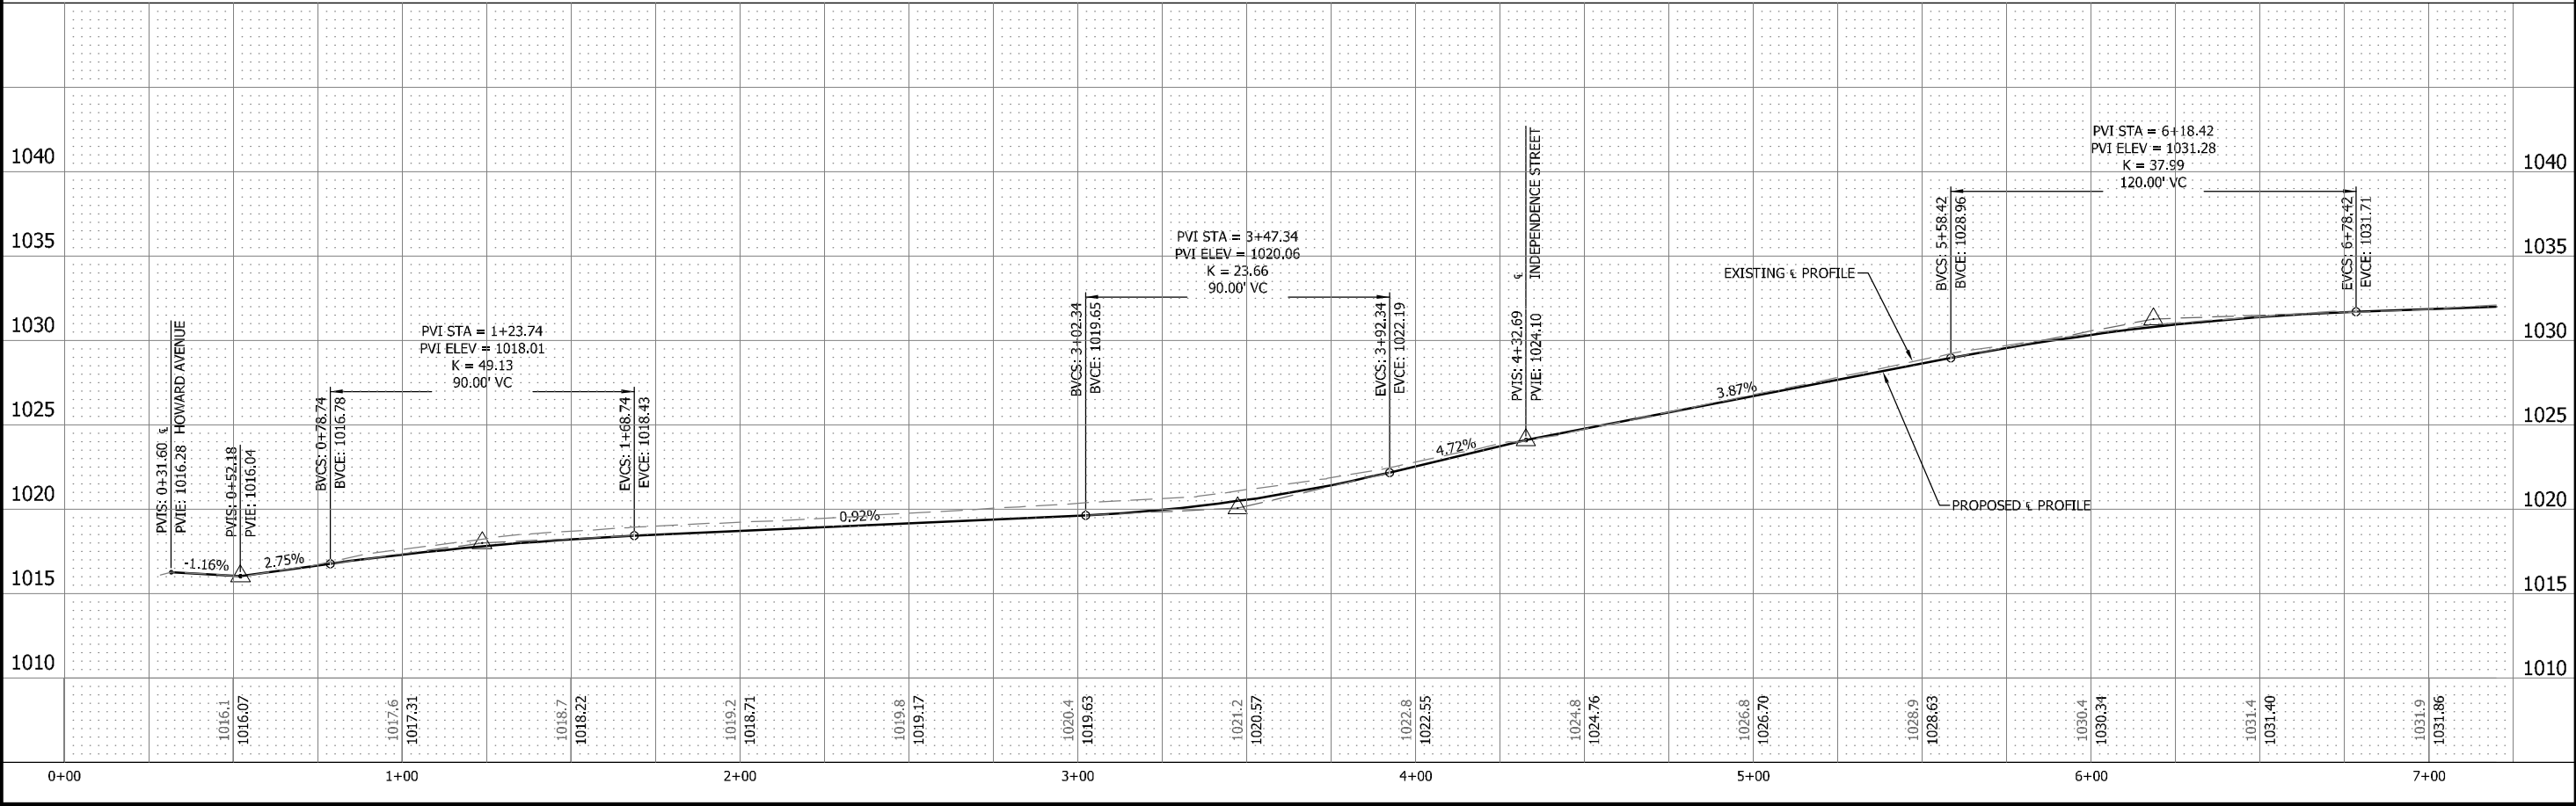 PVI STA = 6+18.42
PVI ELEV = 1031.28
K = 37.99
120.00' VC
1040
1040
BVCS: 5+58.42
BVCE: 1028.96
EVCS: 6+78.42
EVCE: 1031.71
INDEPENDENCE STREET
℄
PVIS: 4+32.69
PVIE: 1024.10
PVI STA = 3+47.34
PVI ELEV = 1020.06
K = 23.66
90.00' VC
1035
1035
EXISTING ℄ PROFILE
BVCS: 3+02.34
BVCE: 1019.65
EVCS: 3+92.34
EVCE: 1022.19
1030
1030
PVI STA = 1+23.74
PVI ELEV = 1018.01
K = 49.13
90.00' VC
HOWARD AVENUE
℄
PVIS: 0+31.60
PVIE: 1016.28
PVIS: 0+52.18
PVIE: 1016.04
BVCS: 0+78.74
BVCE: 1016.78
EVCS: 1+68.74
EVCE: 1018.43
1025
3.87%
1025
4.72%
1020
0.92%
PROPOSED ℄ PROFILE
1020
1015
-1.16%
2.75%
1015
1010
1010
1016.1
1016.07
1017.6
1017.31
1018.7
1018.22
1019.2
1018.71
1019.8
1019.17
1020.4
1019.63
1021.2
1020.57
1022.8
1022.55
1024.8
1024.76
1026.8
1026.70
1028.9
1028.63
1030.4
1030.34
1031.4
1031.40
1031.9
1031.86
0+00
1+00
2+00
3+00
4+00
5+00
6+00
7+00